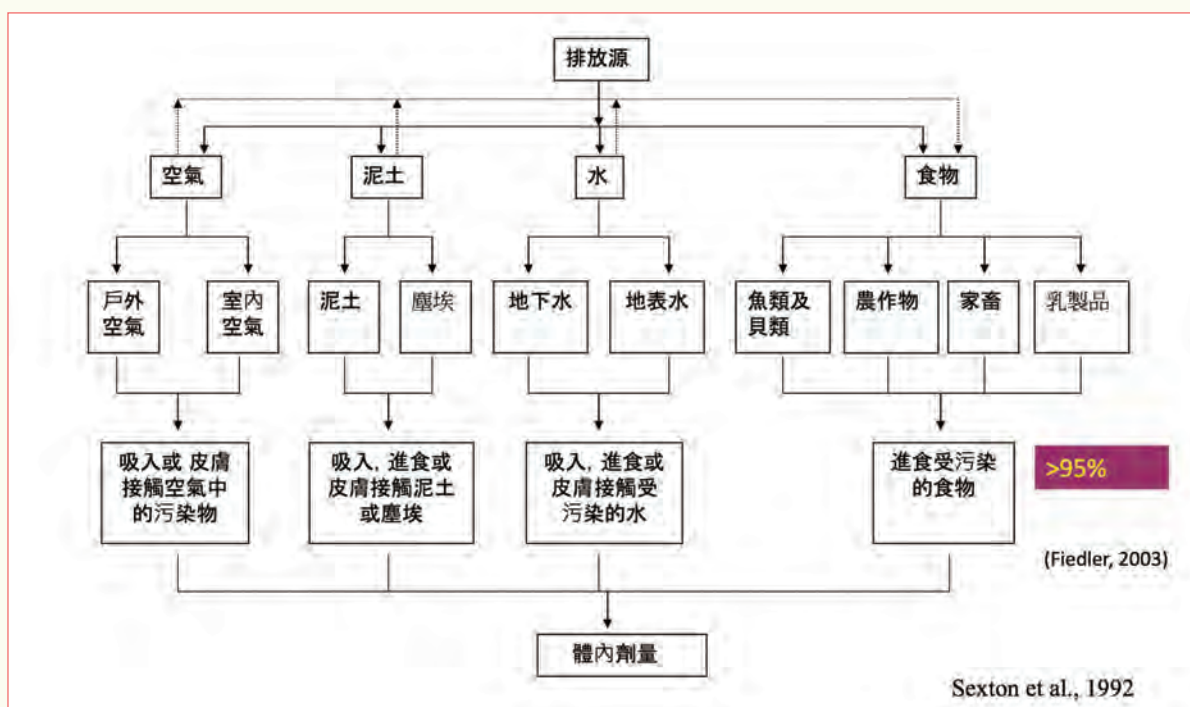 排放源
空氣
泥土
水
食物
戶外
空氣
室內
空氣
泥土
塵埃
地下水
地表水
魚類及
貝類
農作物
家畜
乳製品
吸入或 皮膚
接觸空氣中
的污染物
吸入, 進食或
皮膚接觸泥土
或塵埃
吸入, 進食或
皮膚接觸受
污染的水
進食受污染
的食物
>95%
(Fiedler, 2003)
體內劑量
Sexton et al., 1992